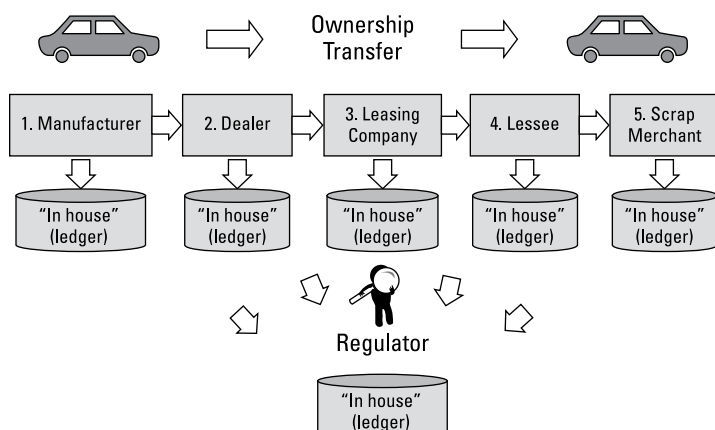 Ownership
Transfer
1. Manufacturer
2. Dealer
3. Leasing
Company
4. Lessee
5. Scrap
Merchant
“In house”
(ledger)
“In house”
(ledger)
“In house”
(ledger)
“In house”
(ledger)
“In house”
(ledger)
Regulator
“In house”
(ledger)